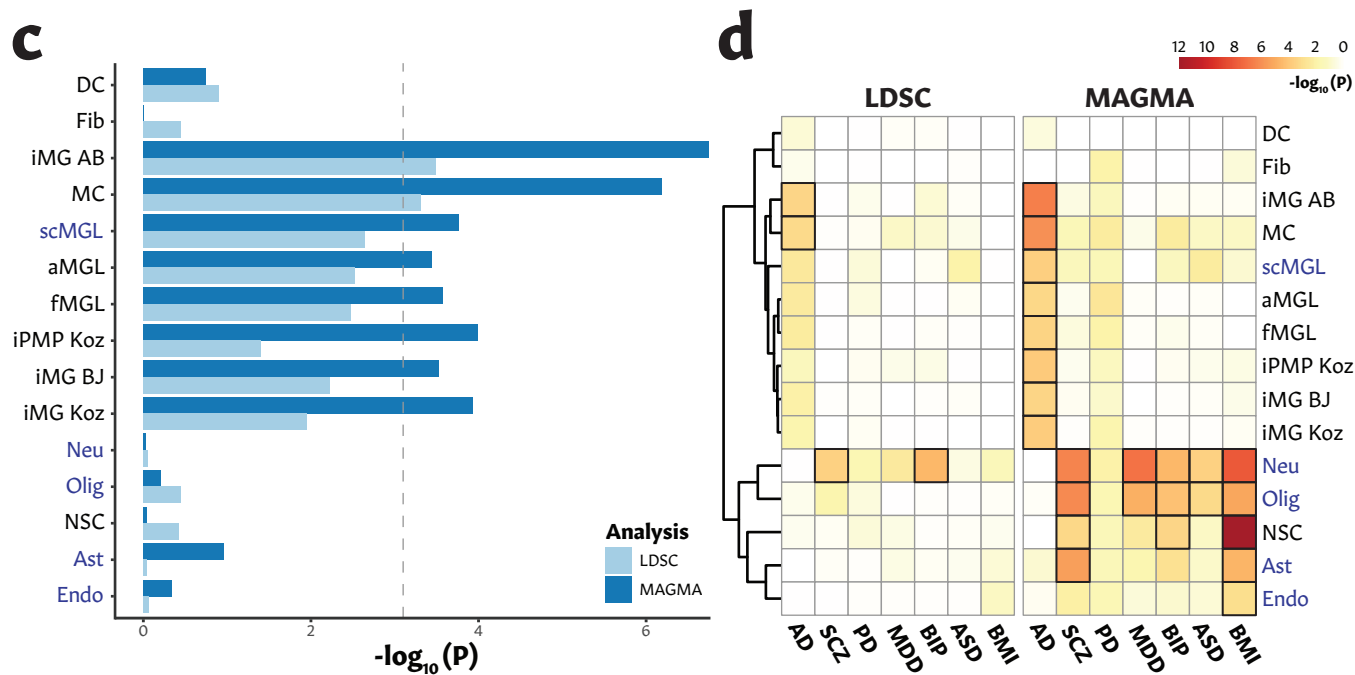 c
DC
Fib
iMG AB
MC
scMGL
aMGL
fMGL
iPMP Koz
iMG BJ
iMG Koz
Neu
Olig
NSC
Ast
Endo
0 2 4 6
-log10(P)
Analysis
LDSC
MAGMA
d
12 10 8 6 4 2 0
-log10(P)
LDSC MAGMA
DC
Fib
iMG AB
MC
scMGL
aMGL
fMGL
iPMP Koz
iMG BJ
iMG Koz
Neu
Olig
NSC
Ast
Endo
AD SCZ PD MDD BIP ASD BMI AD SCZ PD MDD BIP ASD BMI